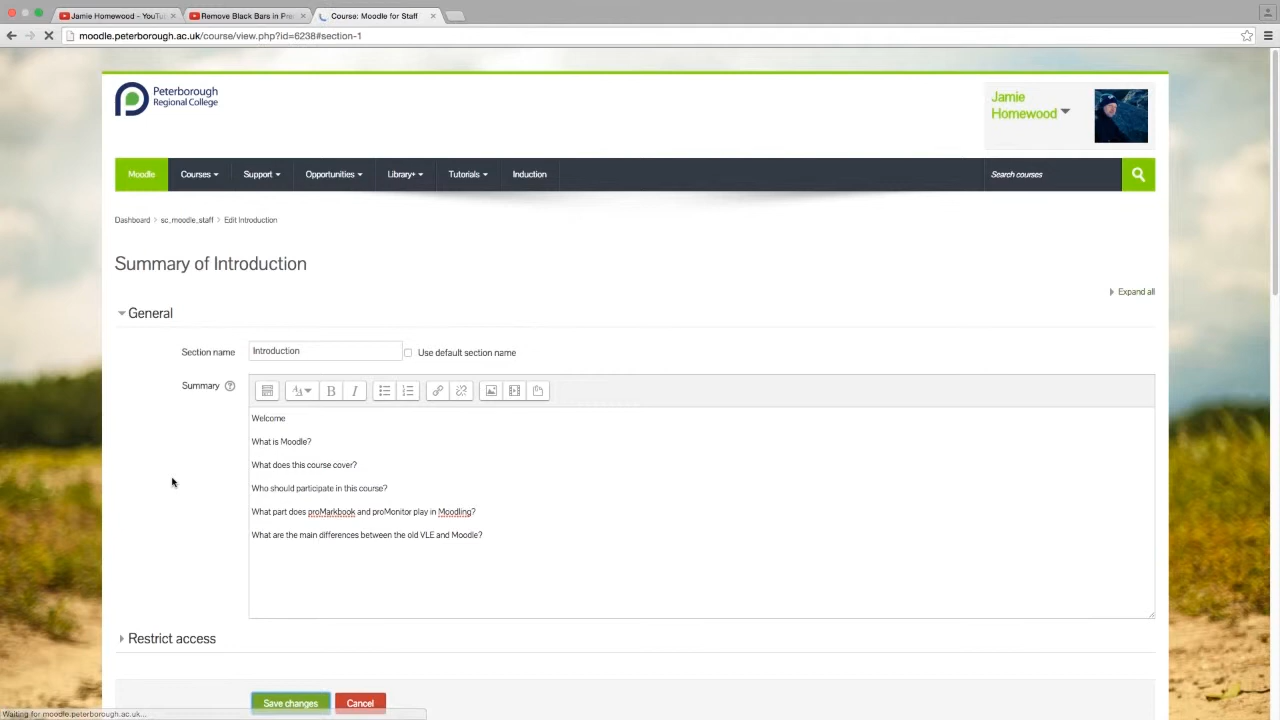 Jamie Homewood - YouTu
Remove Black Bars in Pre
Course: Moodle for Staff
moodle.peterborough.ac.uk/course/view.php?id=6238#section-1
Peterborough
Regional College
Jamie
Homewood
Moodle
Courses
Support
Opportunities
Library+
Tutorials
Induction
Search courses
Dashboard
sc_moodle_staff
Edit Introduction
Summary of Introduction
Expand all
General
Section name
Introduction
Use default section name
Summary
Welcome
What is Moodle?
What does this course cover?
Who should participate in this course?
What part does proMarkbook and proMonitor play in Moodling?
What are the main differences between the old VLE and Moodle?
Restrict access
Save changes
Cancel
Waiting for moodle.peterborough.ac.uk...